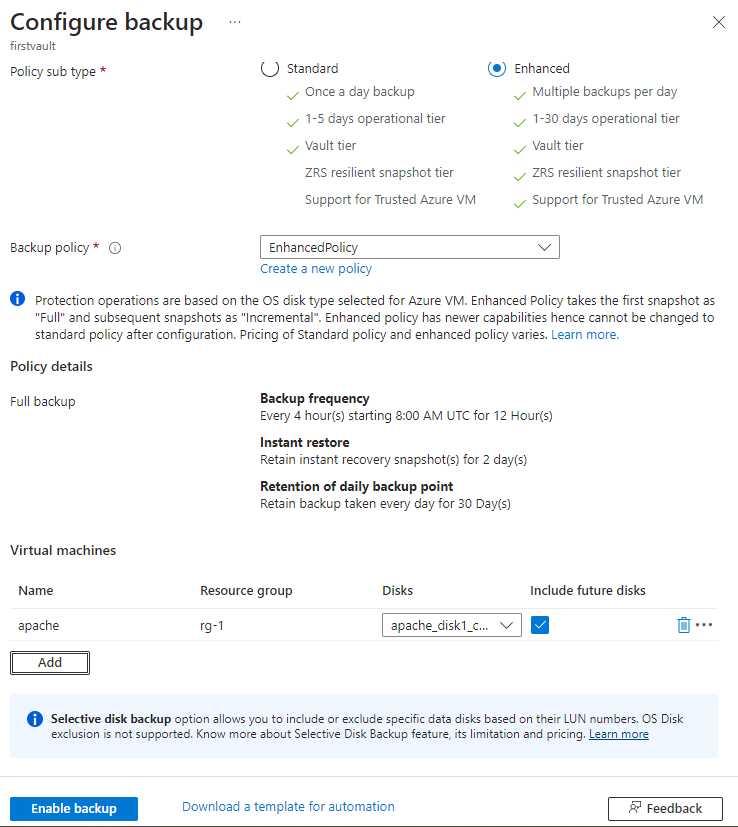 Configure backup ...
firstvault
Policy sub type *
Standard
Once a day backup
1-5 days operational tier
Vault tier
ZRS resilient snapshot tier
Support for Trusted Azure VM
Enhanced
Multiple backups per day
1-30 days operational tier
Vault tier
ZRS resilient snapshot tier
Support for Trusted Azure VM
Backup policy *
EnhancedPolicy
Create a new policy
Protection operations are based on the OS disk type selected for Azure VM. Enhanced Policy takes the first snapshot as
"Full" and subsequent snapshots as "Incremental". Enhanced policy has newer capabilities hence cannot be changed to
standard policy after configuration. Pricing of Standard policy and enhanced policy varies. Learn more.
Policy details
Full backup
Backup frequency
Every 4 hour(s) starting 8:00 AM UTC for 12 Hour(s)
Instant restore
Retain instant recovery snapshot(s) for 2 day(s)
Retention of daily backup point
Retain backup taken every day for 30 Day(s)
Virtual machines
Name Resource group Disks Include future disks
apache rg-1 apache_disk1_c...
Add
Selective disk backup option allows you to include or exclude specific data disks based on their LUN numbers. OS Disk
exclusion is not supported. Know more about Selective Disk Backup feature, its limitation and pricing. Learn more
Enable backup Download a template for automation Feedback